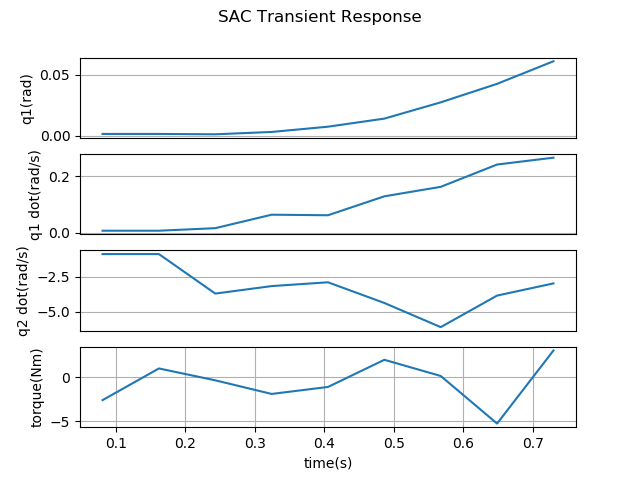 SAC Transient Response
q1(rad)
0.05
0.00
q1 dot(rad/s)
0.2
0.0
q2 dot(rad/s)
−2.5
−5.0
torque(Nm)
0
−5
0.1 0.2 0.3 0.4 0.5 0.6 0.7
time(s)